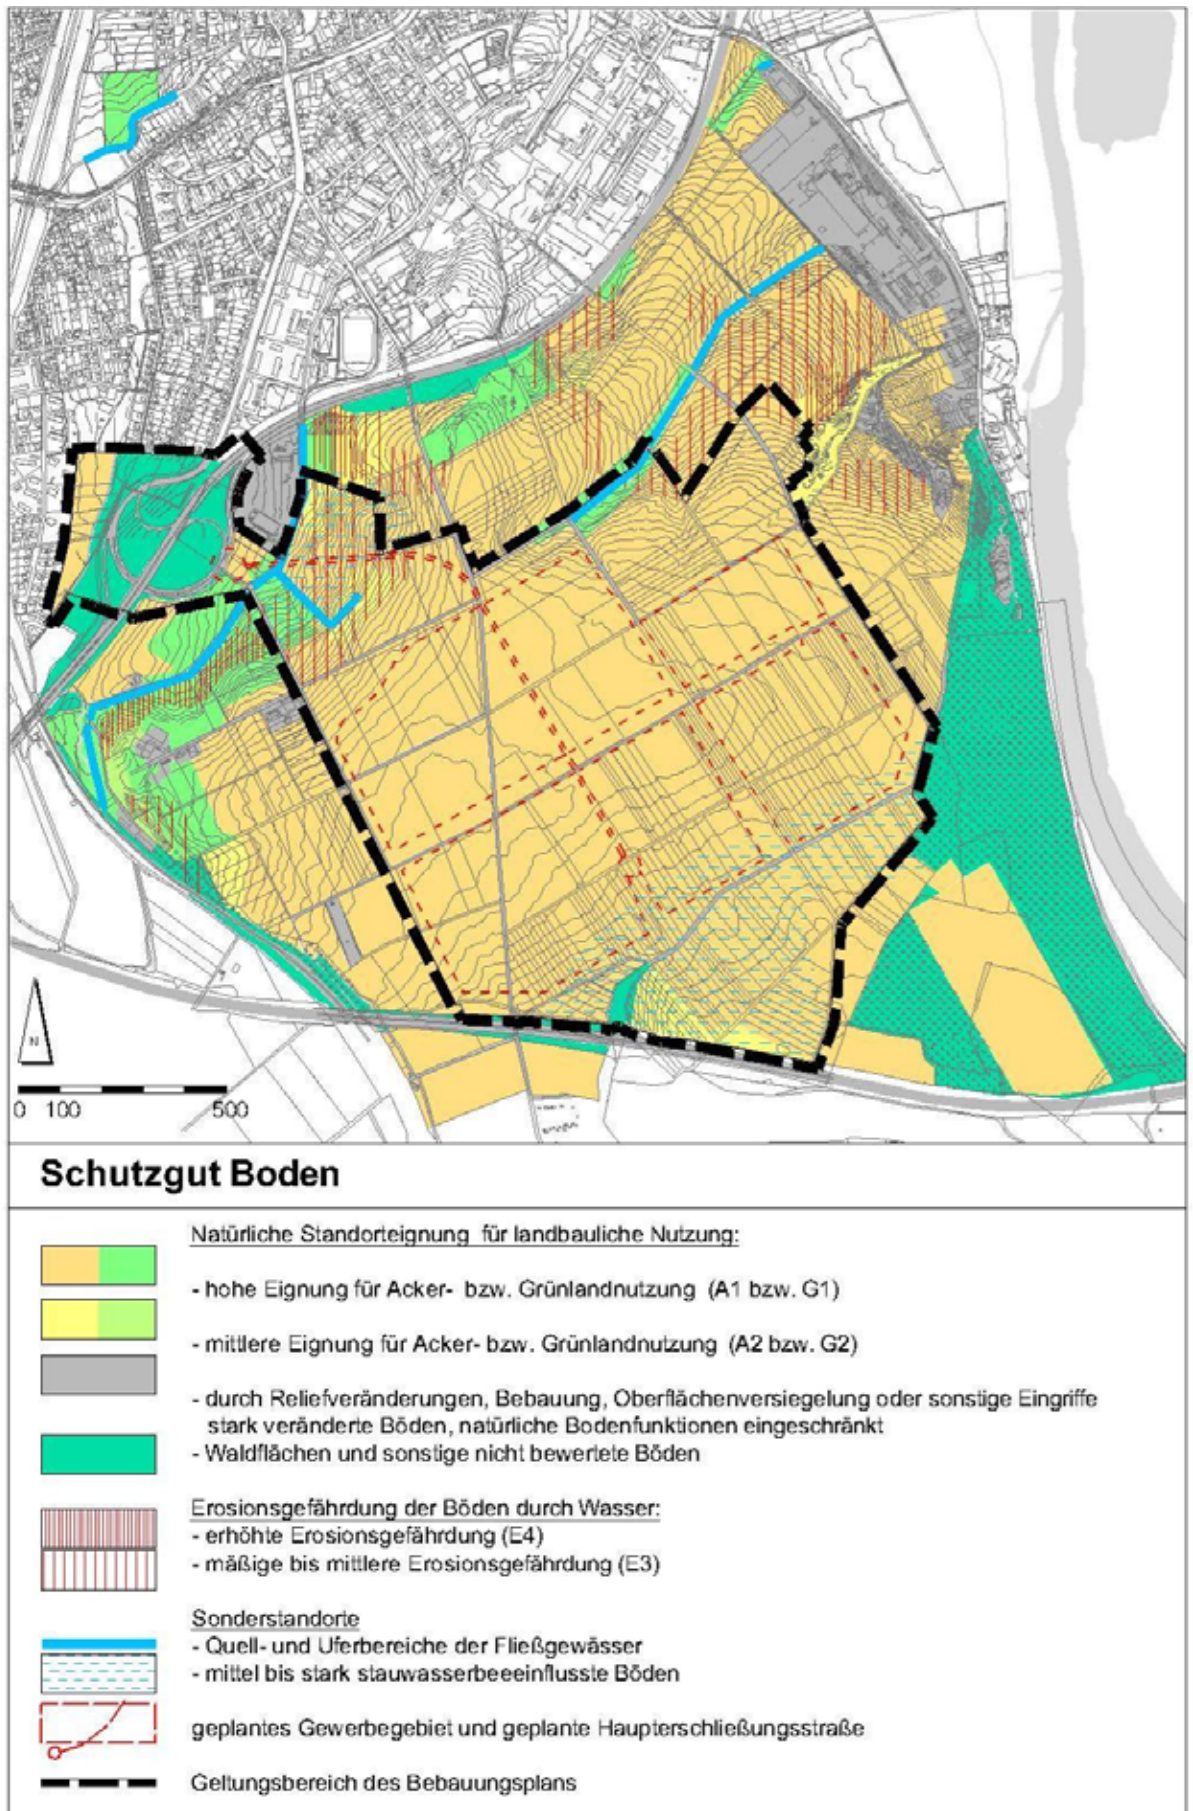 N
0 100 500
Schutzgut Boden
Natürliche Standorteignung für landbauliche Nutzung:
- hohe Eignung für Acker- bzw. Grünlandnutzung (A1 bzw. G1)
- mittlere Eignung für Acker- bzw. Grünlandnutzung (A2 bzw. G2)
- durch Reliefveränderungen, Bebauung, Oberflächenversiegelung oder sonstige Eingriffe
stark veränderte Böden, natürliche Bodenfunktionen eingeschränkt
- Waldflächen und sonstige nicht bewertete Böden
Erosionsgefährdung der Böden durch Wasser:
- erhöhte Erosionsgefährdung (E4)
- mäßige bis mittlere Erosionsgefährdung (E3)
Sonderstandorte
- Quell- und Uferbereiche der Fließgewässer
- mittel bis stark stauwasserbeeeinflusste Böden
geplantes Gewerbegebiet und geplante Haupterschließungsstraße
Geltungsbereich des Bebauungsplans